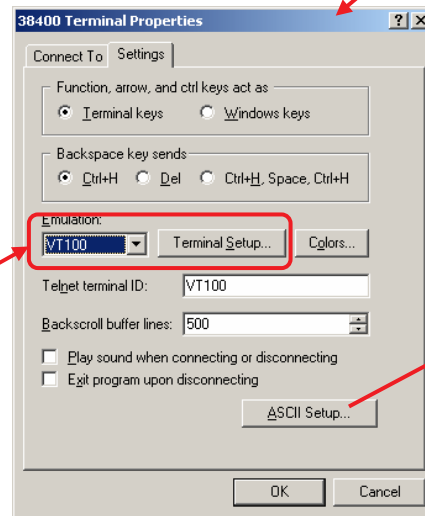 38400 Terminal Properties
Connect To Settings
Function, arrow, and ctrl keys act as
Terminal keys Windows keys
Backspace key sends
Ctrl+H Del Ctrl+H, Space, Ctrl+H
Emulation:
VT100 Terminal Setup... Colors...
Telnet terminal ID: VT100
Backscroll buffer lines: 500
Play sound when connecting or disconnecting
Exit program upon disconnecting
ASCII Setup...
OK Cancel